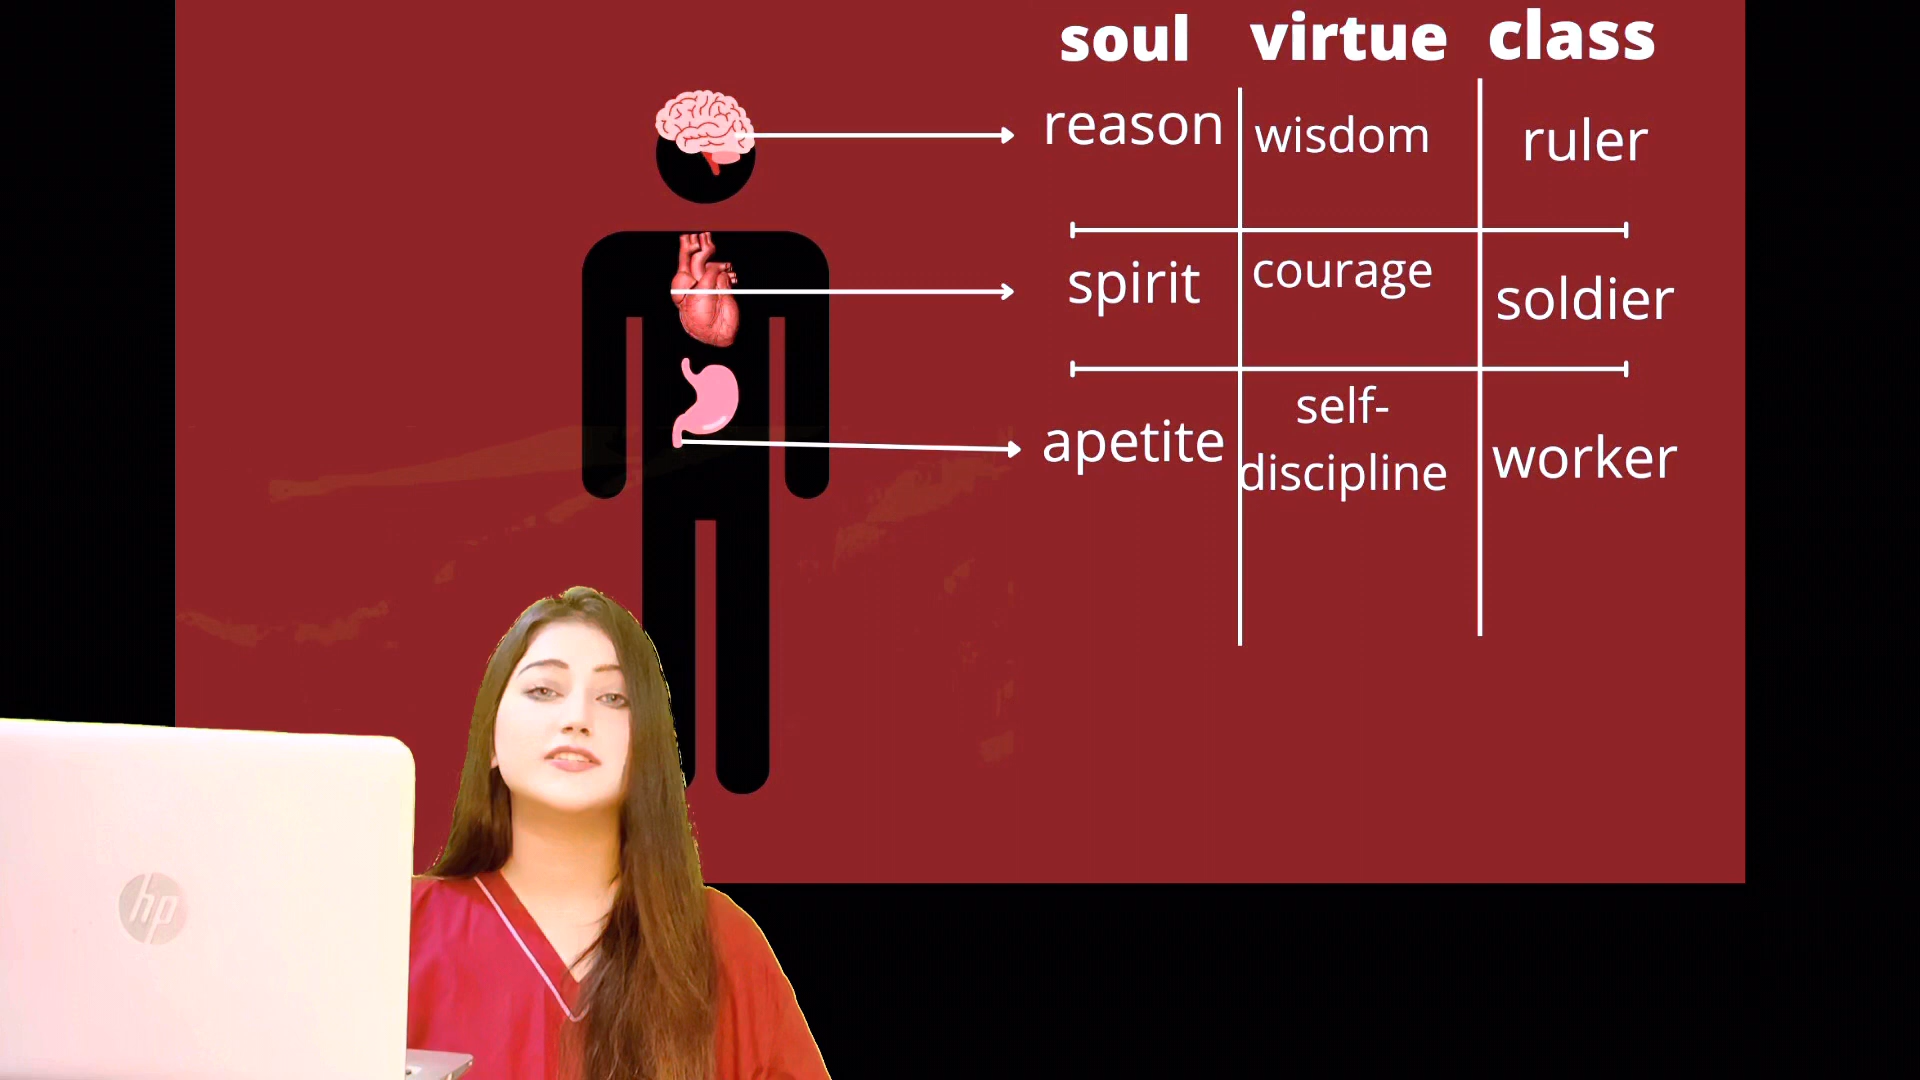 soul virtue class
reason wisdom ruler
spirit courage soldier
apetite self-
discipline worker
hp